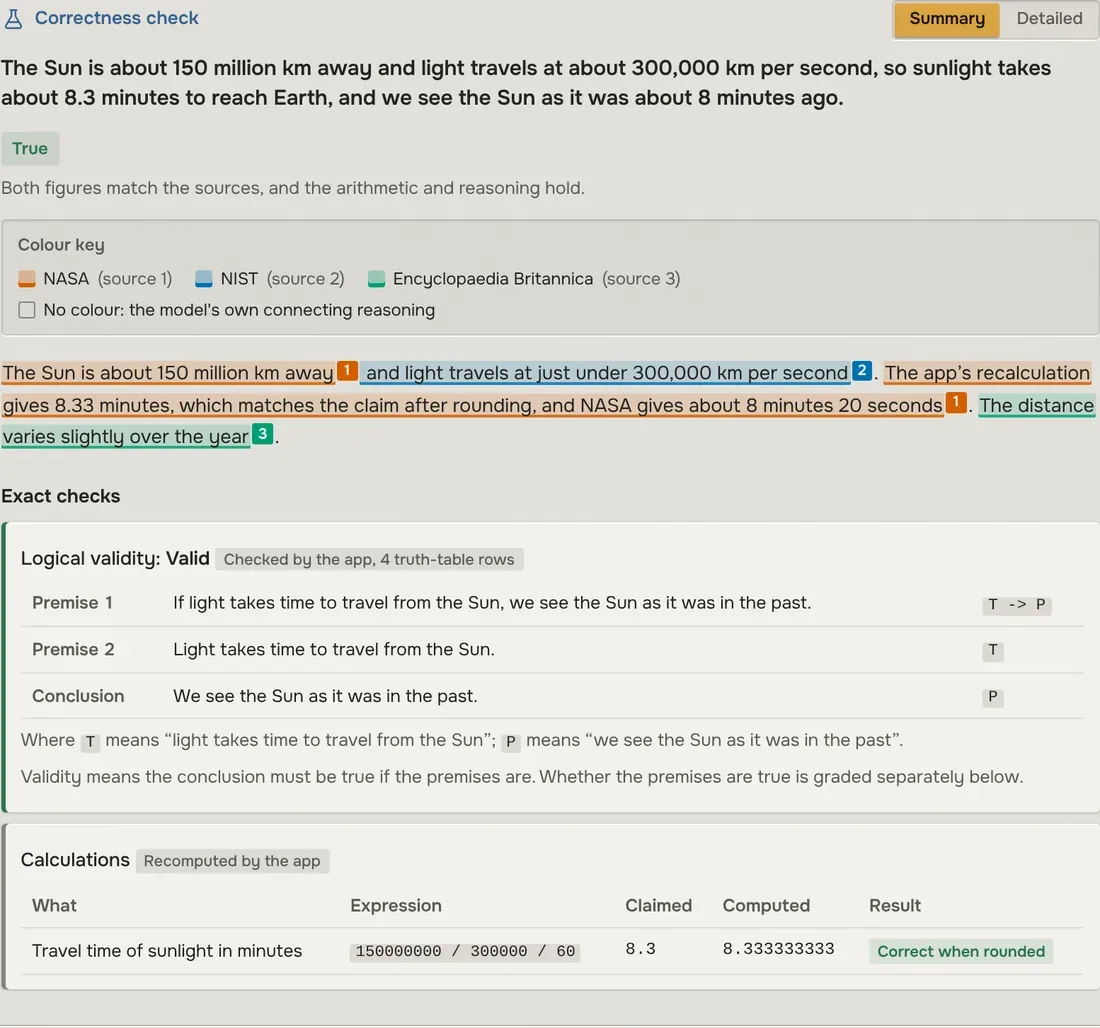 Correctness check
Summary Detailed
The Sun is about 150 million km away and light travels at about 300,000 km per second, so sunlight takes
about 8.3 minutes to reach Earth, and we see the Sun as it was about 8 minutes ago.
True
Both figures match the sources, and the arithmetic and reasoning hold.
Colour key
NASA (source 1) NIST (source 2) Encyclopaedia Britannica (source 3)
No colour: the model's own connecting reasoning
The Sun is about 150 million km away 1 and light travels at just under 300,000 km per second 2 . The app’s recalculation
gives 8.33 minutes, which matches the claim after rounding, and NASA gives about 8 minutes 20 seconds 1 . The distance
varies slightly over the year 3 .
Exact checks
Logical validity: Valid Checked by the app, 4 truth-table rows
Premise 1 If light takes time to travel from the Sun, we see the Sun as it was in the past. T -> P
Premise 2 Light takes time to travel from the Sun. T
Conclusion We see the Sun as it was in the past. P
Where T means “light takes time to travel from the Sun”; P means “we see the Sun as it was in the past”.
Validity means the conclusion must be true if the premises are. Whether the premises are true is graded separately below.
Calculations Recomputed by the app
What Expression Claimed Computed Result
Travel time of sunlight in minutes 150000000 / 300000 / 60 8.3 8.333333333 Correct when rounded